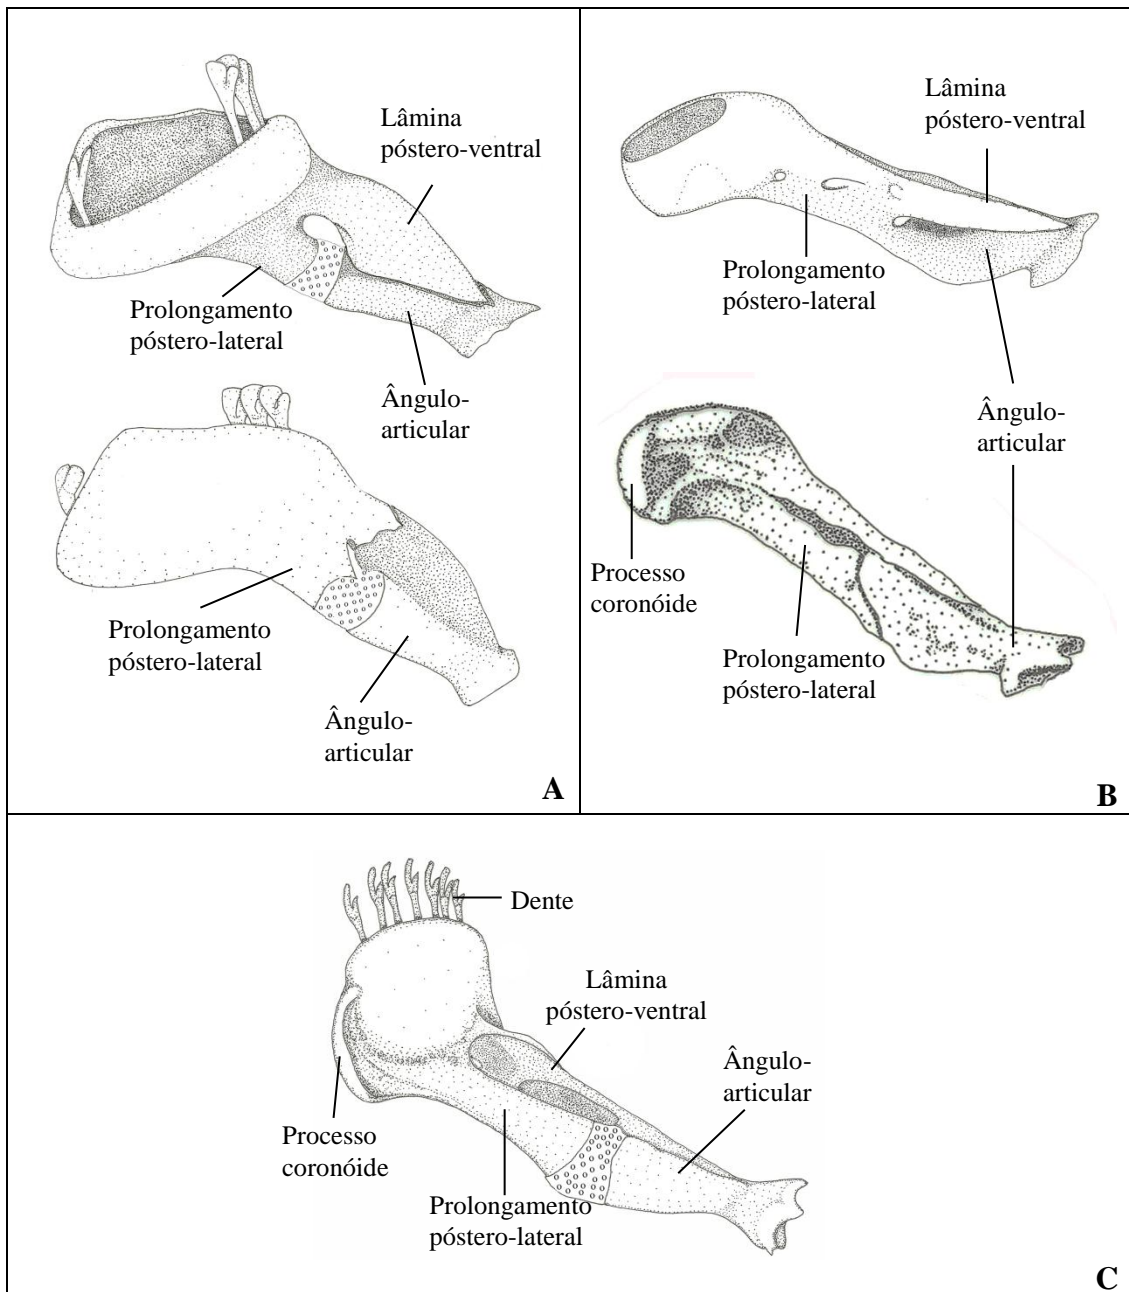 Lâmina
póstero-ventral
Prolongamento
póstero-lateral
Ângulo-
articular
Prolongamento
póstero-lateral
Ângulo-
articular
A
Lâmina
póstero-ventral
Prolongamento
póstero-lateral
Ângulo-
articular
Processo
coronóide
Prolongamento
póstero-lateral
B
Dente
Lâmina
póstero-ventral
Ângulo-
articular
Processo
coronóide
Prolongamento
póstero-lateral
C